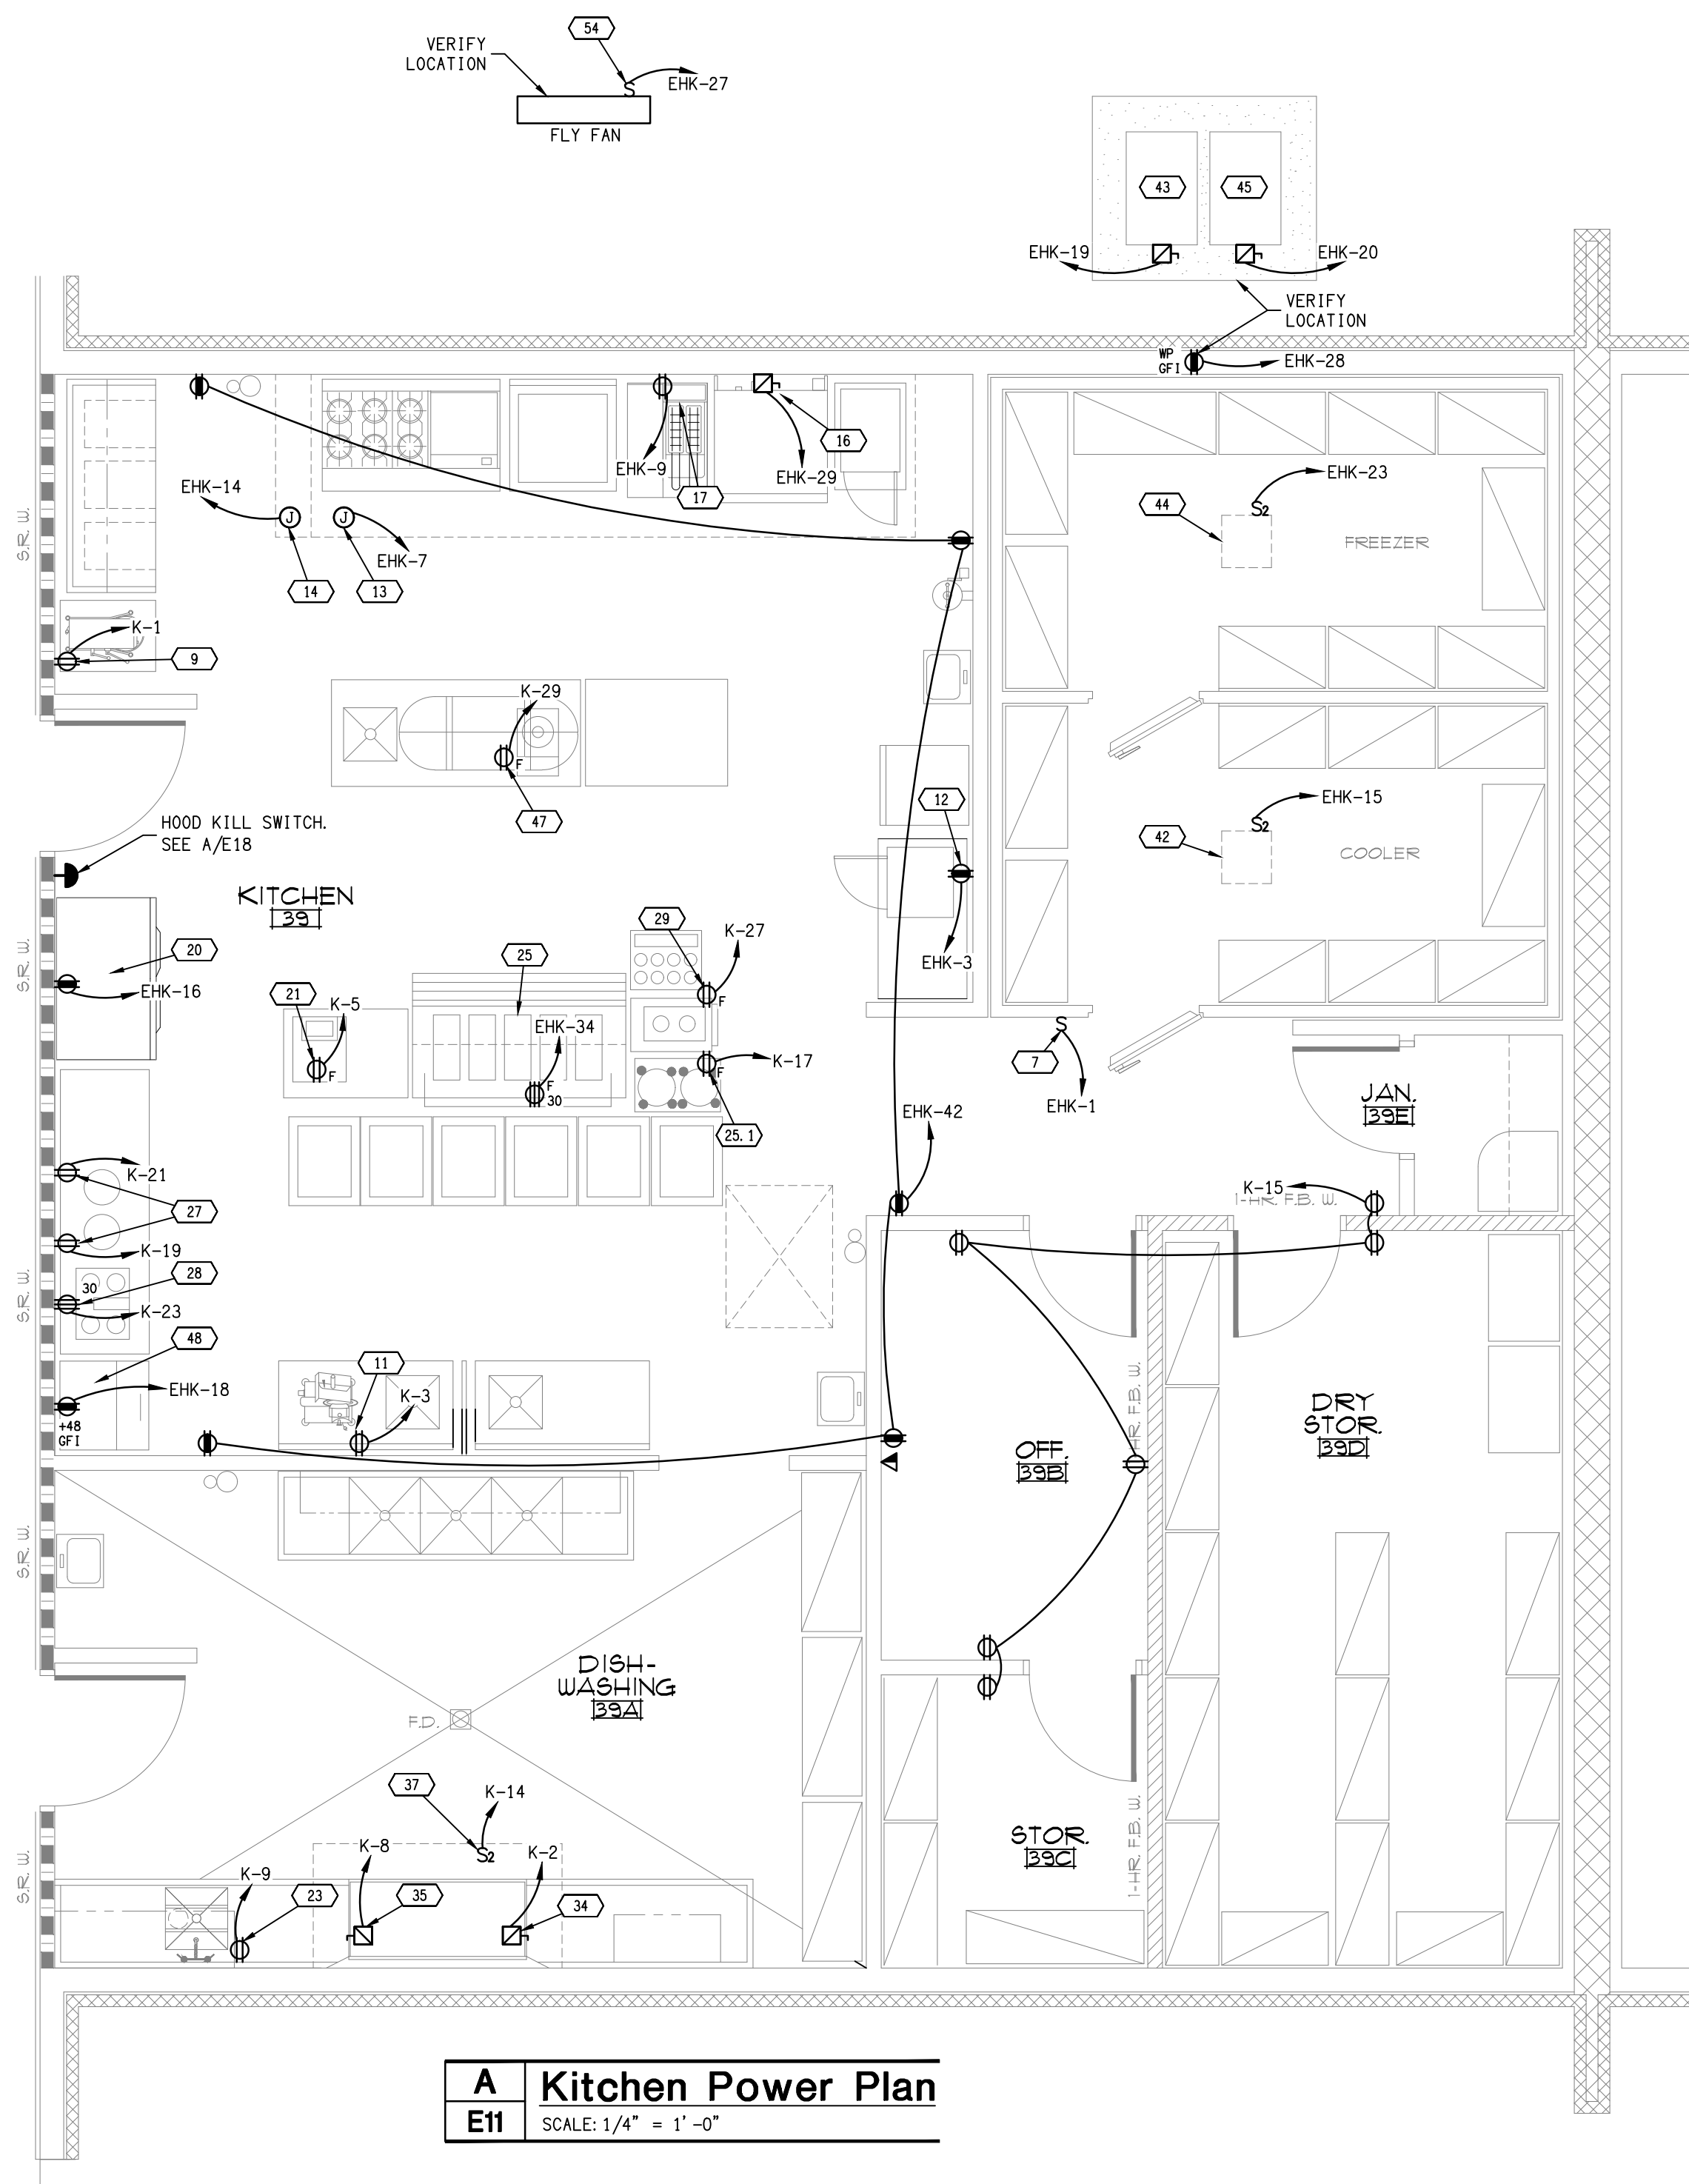 54
VERIFY
LOCATION
S
EHK-27
FLY FAN
43
45
EHK-19
EHK-20
VERIFY
LOCATION
WP
GFI
EHK-28
16
EHK-9
EHK-29
17
EHK-14
J
J
EHK-7
14
13
EHK-23
44
S2
FREEZER
S.R. W.
K-1
9
K-29
F
47
12
EHK-15
42
S2
COOLER
HOOD KILL SWITCH.
SEE A/E18
KITCHEN
39
29
K-27
20
25
EHK-3
S.R. W.
EHK-16
21
K-5
F
EHK-34
S
F
F
30
K-17
F
7
EHK-1
JAN.
39E
EHK-42
25.1
K-21
K-15
1-HR. F.B. W.
27
K-19
28
30
K-23
S.R. W.
48
11
EHK-18
K-3
1-HR. F.B. W.
+48
GFI
DRY
STOR.
39D
OFF.
39B
S.R. W.
DISH-
WASHING
39A
F.D.
37
K-14
S2
K-8
K-2
STOR.
39C
1-HR. F.B. W.
S.R. W.
K-9
23
35
34
A
E11
Kitchen Power Plan
SCALE: 1/4" = 1'-0"